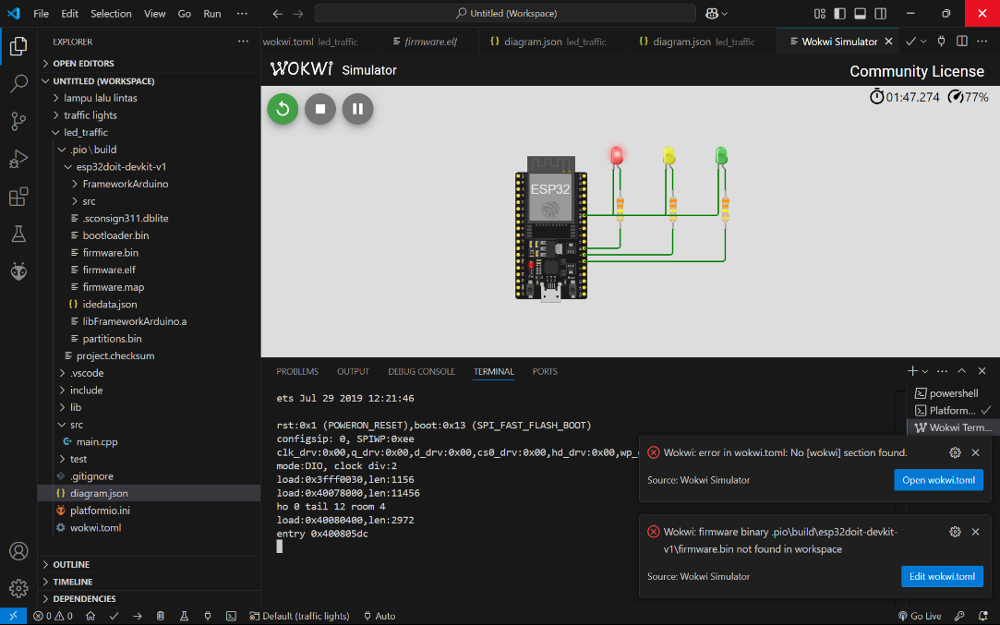 File Edit Selection View Go Run ··· Untitled (Workspace)
EXPLORER
OPEN EDITORS
UNTITLED (WORKSPACE)
lampu lalu lintas
traffic lights
led_traffic
.pio\build
esp32doit-devkit-v1
FrameworkArduino
src
.sconsign311.dblite
bootloader.bin
firmware.bin
firmware.elf
firmware.map
idedata.json
libFrameworkArduino.a
partitions.bin
project.checksum
.vscode
include
lib
src
main.cpp
test
.gitignore
diagram.json
platformio.ini
wokwi.toml
OUTLINE
TIMELINE
DEPENDENCIES
wokwi.toml led_traffic firmware.elf diagram.json led_traffic diagram.json led_traffic Wokwi Simulator
WOKWi Simulator Community License
01:47.274 77%
ESP32
PROBLEMS OUTPUT DEBUG CONSOLE TERMINAL PORTS
ets Jul 29 2019 12:21:46
rst:0x1 (POWERON_RESET),boot:0x13 (SPI_FAST_FLASH_BOOT)
configsip: 0, SPIWP:0xee
clk_drv:0x00,q_drv:0x00,d_drv:0x00,cs0_drv:0x00,hd_drv:0x00,wp_
mode:DIO, clock div:2
load:0x3fff0030,len:1156
load:0x40078000,len:11456
ho 0 tail 12 room 4
load:0x40080400,len:2972
entry 0x400805dc
powershell
Platform...
Wokwi Term...
Wokwi: error in wokwi.toml: No [wokwi] section found.
Source: Wokwi Simulator
Open wokwi.toml
Wokwi: firmware binary .pio\build\esp32doit-devkit-
v1\firmware.bin not found in workspace
Source: Wokwi Simulator
Edit wokwi.toml
0 0 Default (traffic lights) Auto Go Live